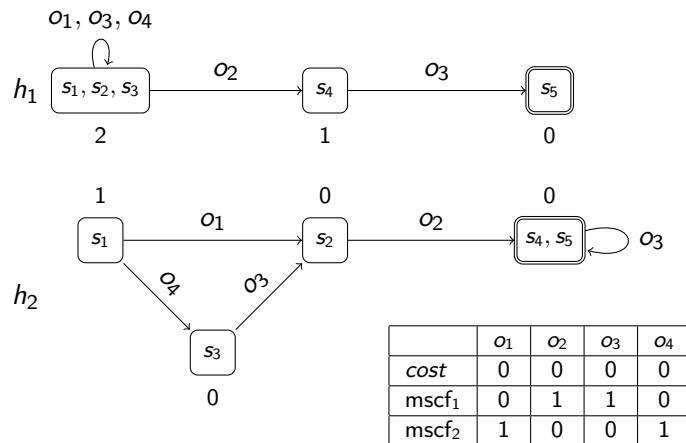 o₁, o₃, o₄
h₁ s₁, s₂, s₃ o₂ s₄ o₃ s₅
2 1 0
1 0 0
s₁ o₁ s₂ o₂ s₄, s₅ o₃
o₄ o₃
h₂
s₃
0
o₁ o₂ o₃ o₄
cost 0 0 0 0
mscf₁ 0 1 1 0
mscf₂ 1 0 0 1